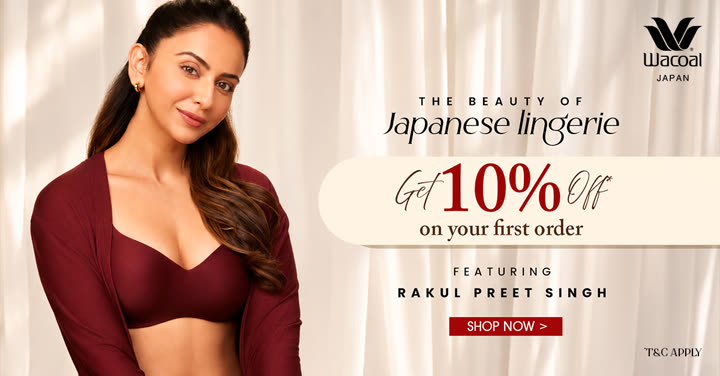 Wacoal
JAPAN
THE BEAUTY OF
Japanese lingerie
Get 10% Off*
on your first order
FEATURING
RAKUL PREET SINGH
SHOP NOW >
*T&C APPLY